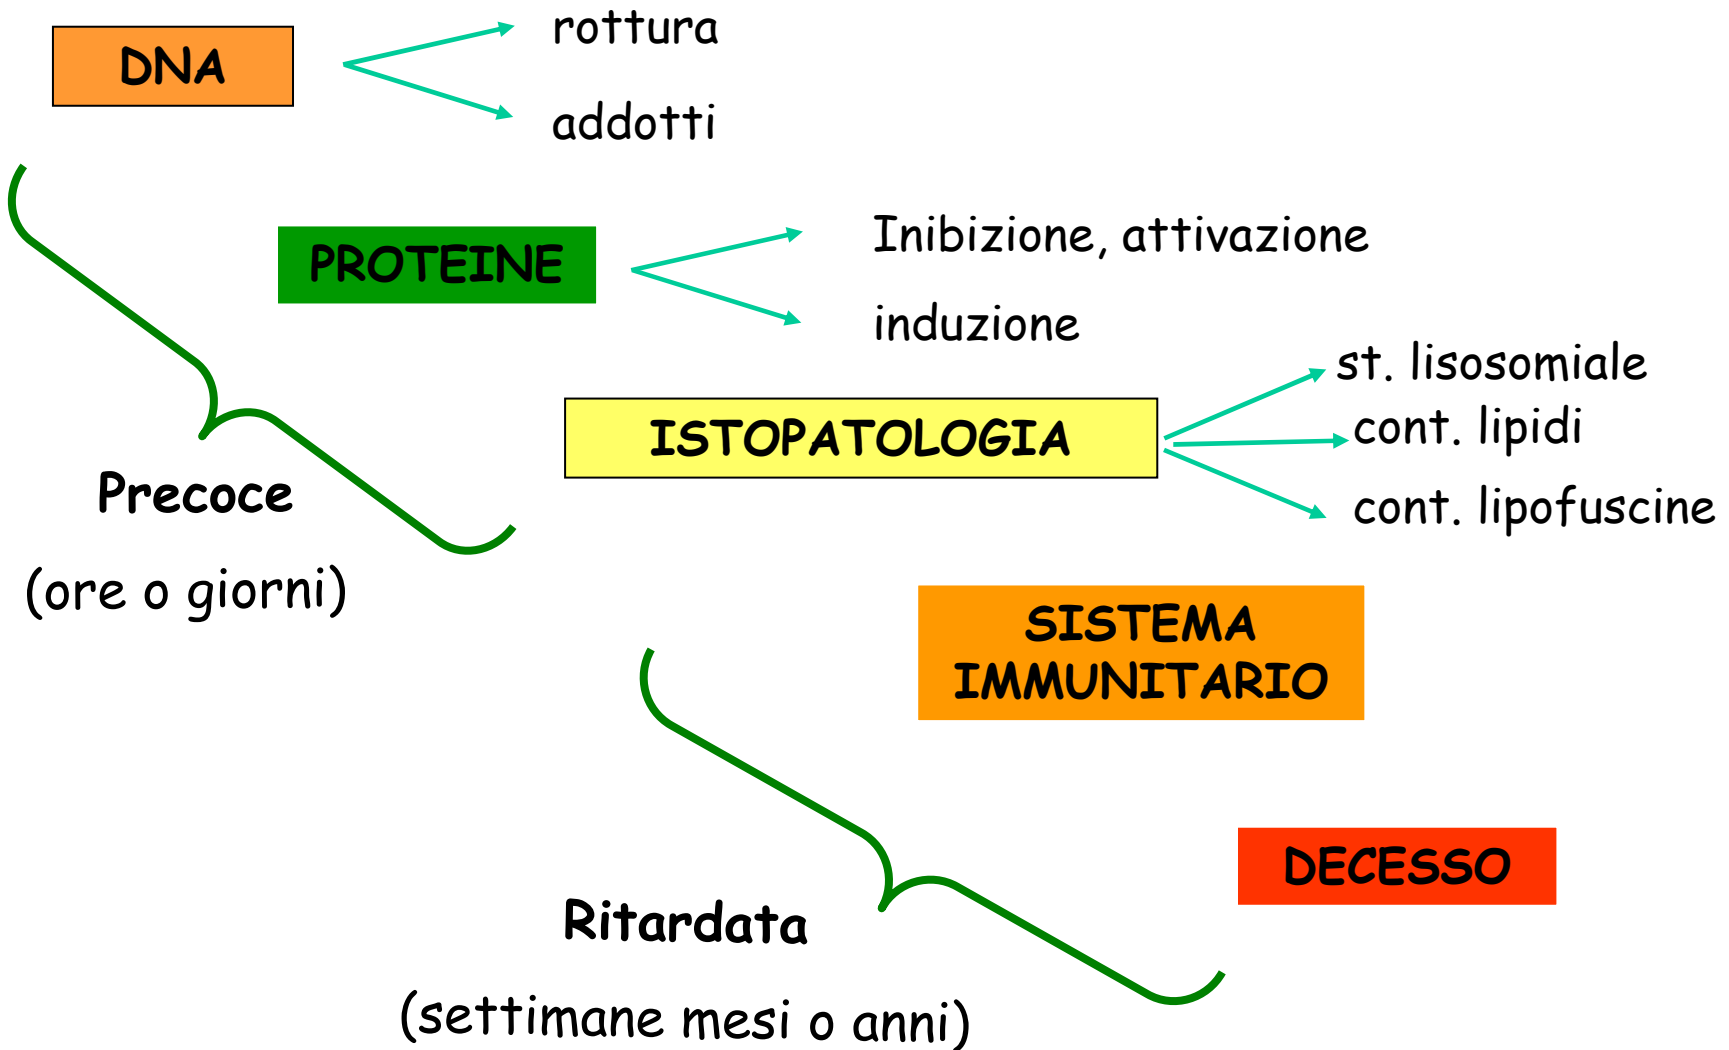 rottura
DNA
addotti
Inibizione, attivazione
PROTEINE
induzione
st. lisosomiale
cont. lipidi
ISTOPATOLOGIA
cont. lipofuscine
Precoce
(ore o giorni)
SISTEMA
IMMUNITARIO
DECESSO
Ritardata
(settimane mesi o anni)